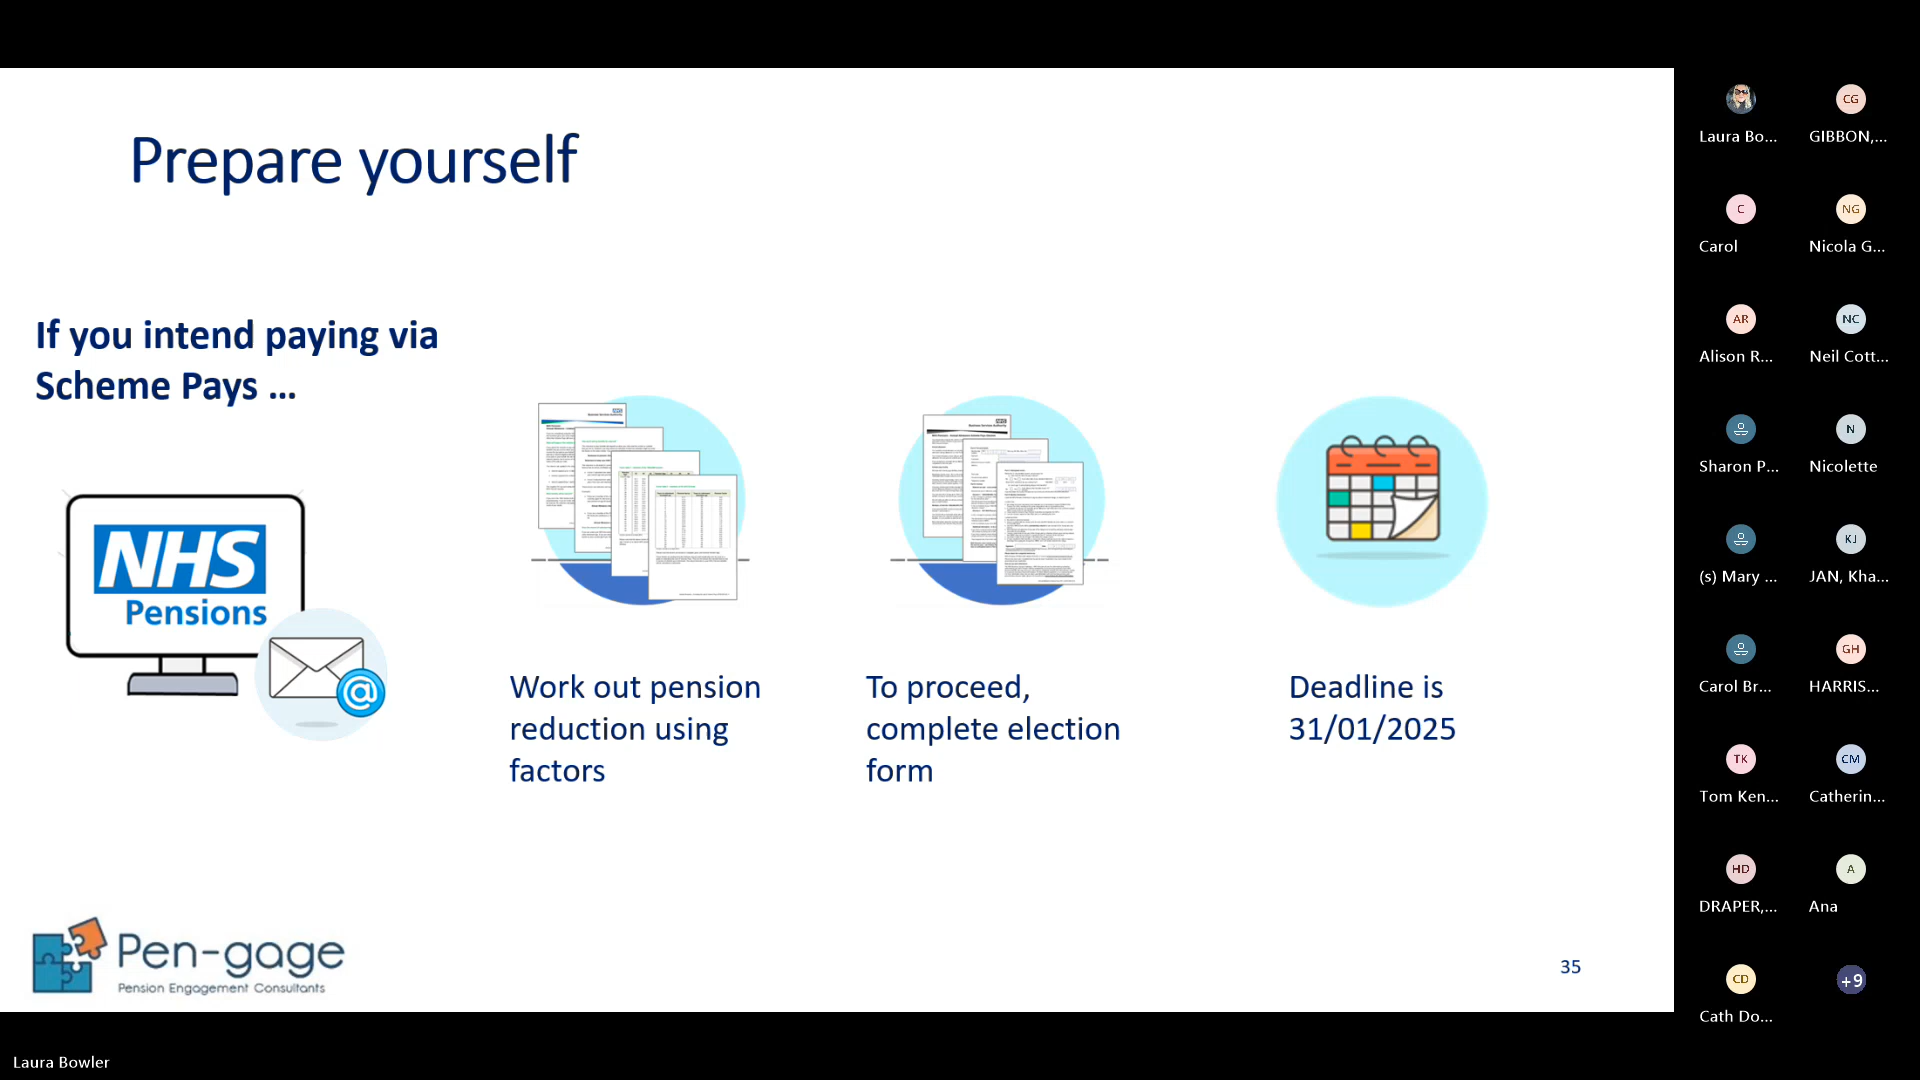 Prepare yourself
If you intend paying via
Scheme Pays ...
NHS
Pensions
@
Work out pension
reduction using
factors
To proceed,
complete election
form
Deadline is
31/01/2025
Pen-gage
Pension Engagement Consultants
35
Laura Bowler
Laura Bo...
CG
GIBBON,...
C
Carol
NG
Nicola G...
AR
Alison R...
NC
Neil Cott...
Sharon P...
N
Nicolette
(s) Mary ...
KJ
JAN, Kha...
Carol Br...
GH
HARRIS...
TK
Tom Ken...
CM
Catherin...
HD
DRAPER,...
A
Ana
CD
Cath Do...
+9